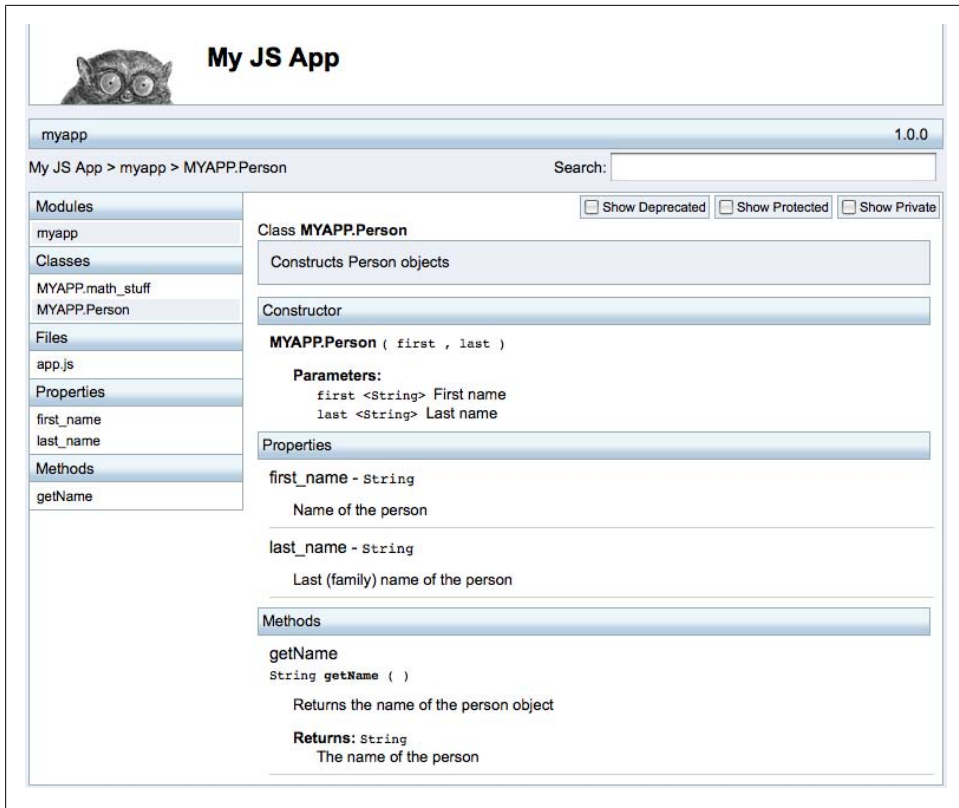 My JS App
myapp 1.0.0
My JS App > myapp > MYAPP.Person Search:
Modules
myapp
Classes
MYAPP.math_stuff
MYAPP.Person
Files
app.js
Properties
first_name
last_name
Methods
getName
Show Deprecated Show Protected Show Private
Class MYAPP.Person
Constructs Person objects
Constructor
MYAPP.Person ( first , last )
Parameters:
first <String> First name
last <String> Last name
Properties
first_name - String
Name of the person
last_name - String
Last (family) name of the person
Methods
getName
String getName ( )
Returns the name of the person object
Returns: String
The name of the person